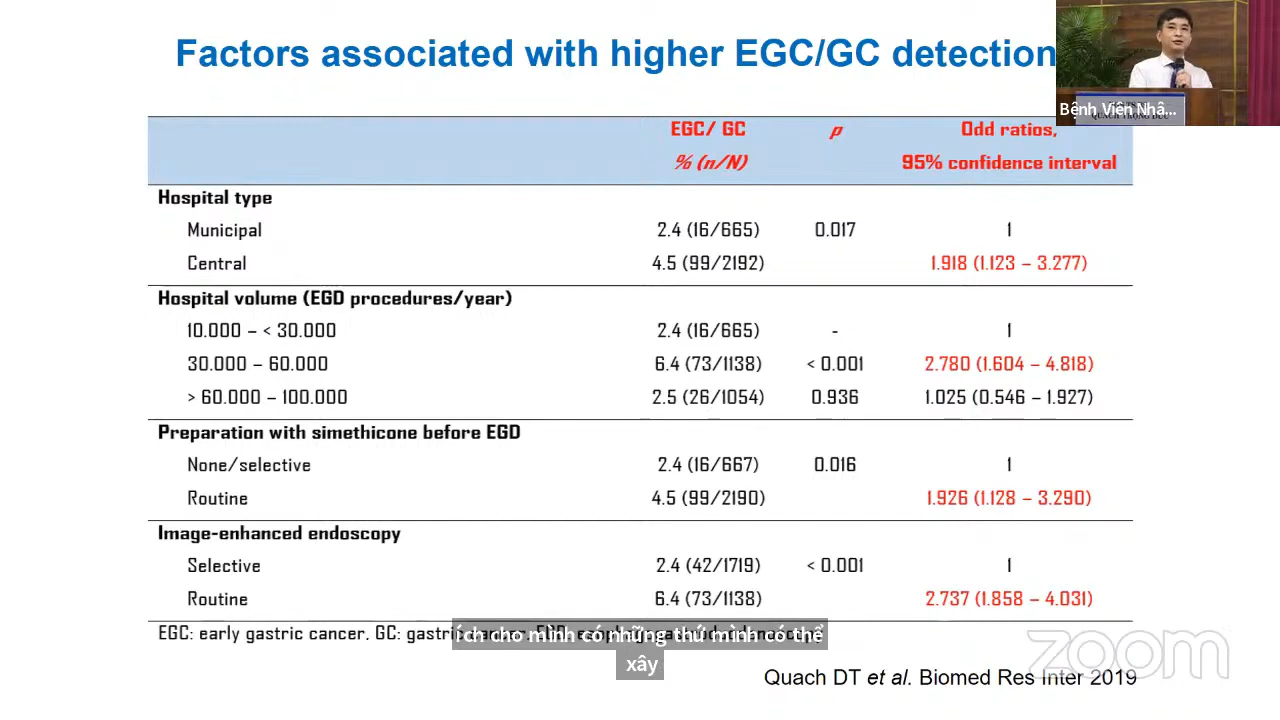 Factors associated with higher EGC/GC detection
Bệnh Viện Nhâ...
QUÁCH TRỌNG ĐỨC
EGC/ GC p Odd ratios,
% (n/N) 95% confidence interval
Hospital type
Municipal 2.4 (16/665) 0.017 1
Central 4.5 (99/2192) 1.918 (1.123 – 3.277)
Hospital volume (EGD procedures/year)
10.000 – < 30.000 2.4 (16/665) - 1
30.000 – 60.000 6.4 (73/1138) < 0.001 2.780 (1.604 – 4.818)
> 60.000 – 100.000 2.5 (26/1054) 0.936 1.025 (0.546 – 1.927)
Preparation with simethicone before EGD
None/selective 2.4 (16/667) 0.016 1
Routine 4.5 (99/2190) 1.926 (1.128 – 3.290)
Image-enhanced endoscopy
Selective 2.4 (42/1719) < 0.001 1
Routine 6.4 (73/1138) 2.737 (1.858 – 4.031)
EGC: early gastric cancer, GC: gastric
ích cho mình có những thứ mình có thể
xây
zoom
Quach DT et al. Biomed Res Inter 2019